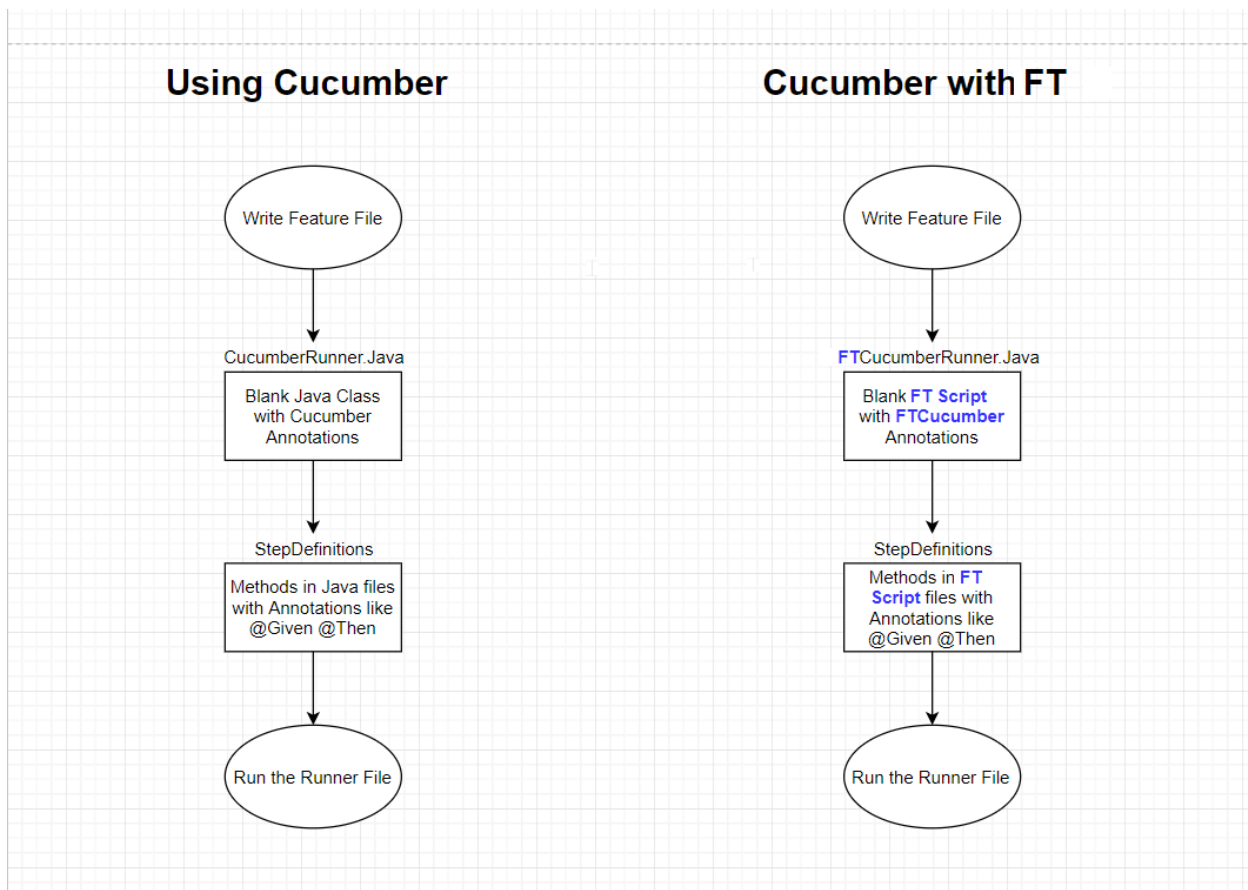 Using Cucumber
Write Feature File
CucumberRunner.Java
Blank Java Class
with Cucumber
Annotations
StepDefinitions
Methods in Java files
with Annotations like
@Given @Then
Run the Runner File
Cucumber with FT
Write Feature File
FTCucumberRunner.Java
Blank FT Script
with FTCucumber
Annotations
StepDefinitions
Methods in FT
Script files with
Annotations like
@Given @Then
Run the Runner File